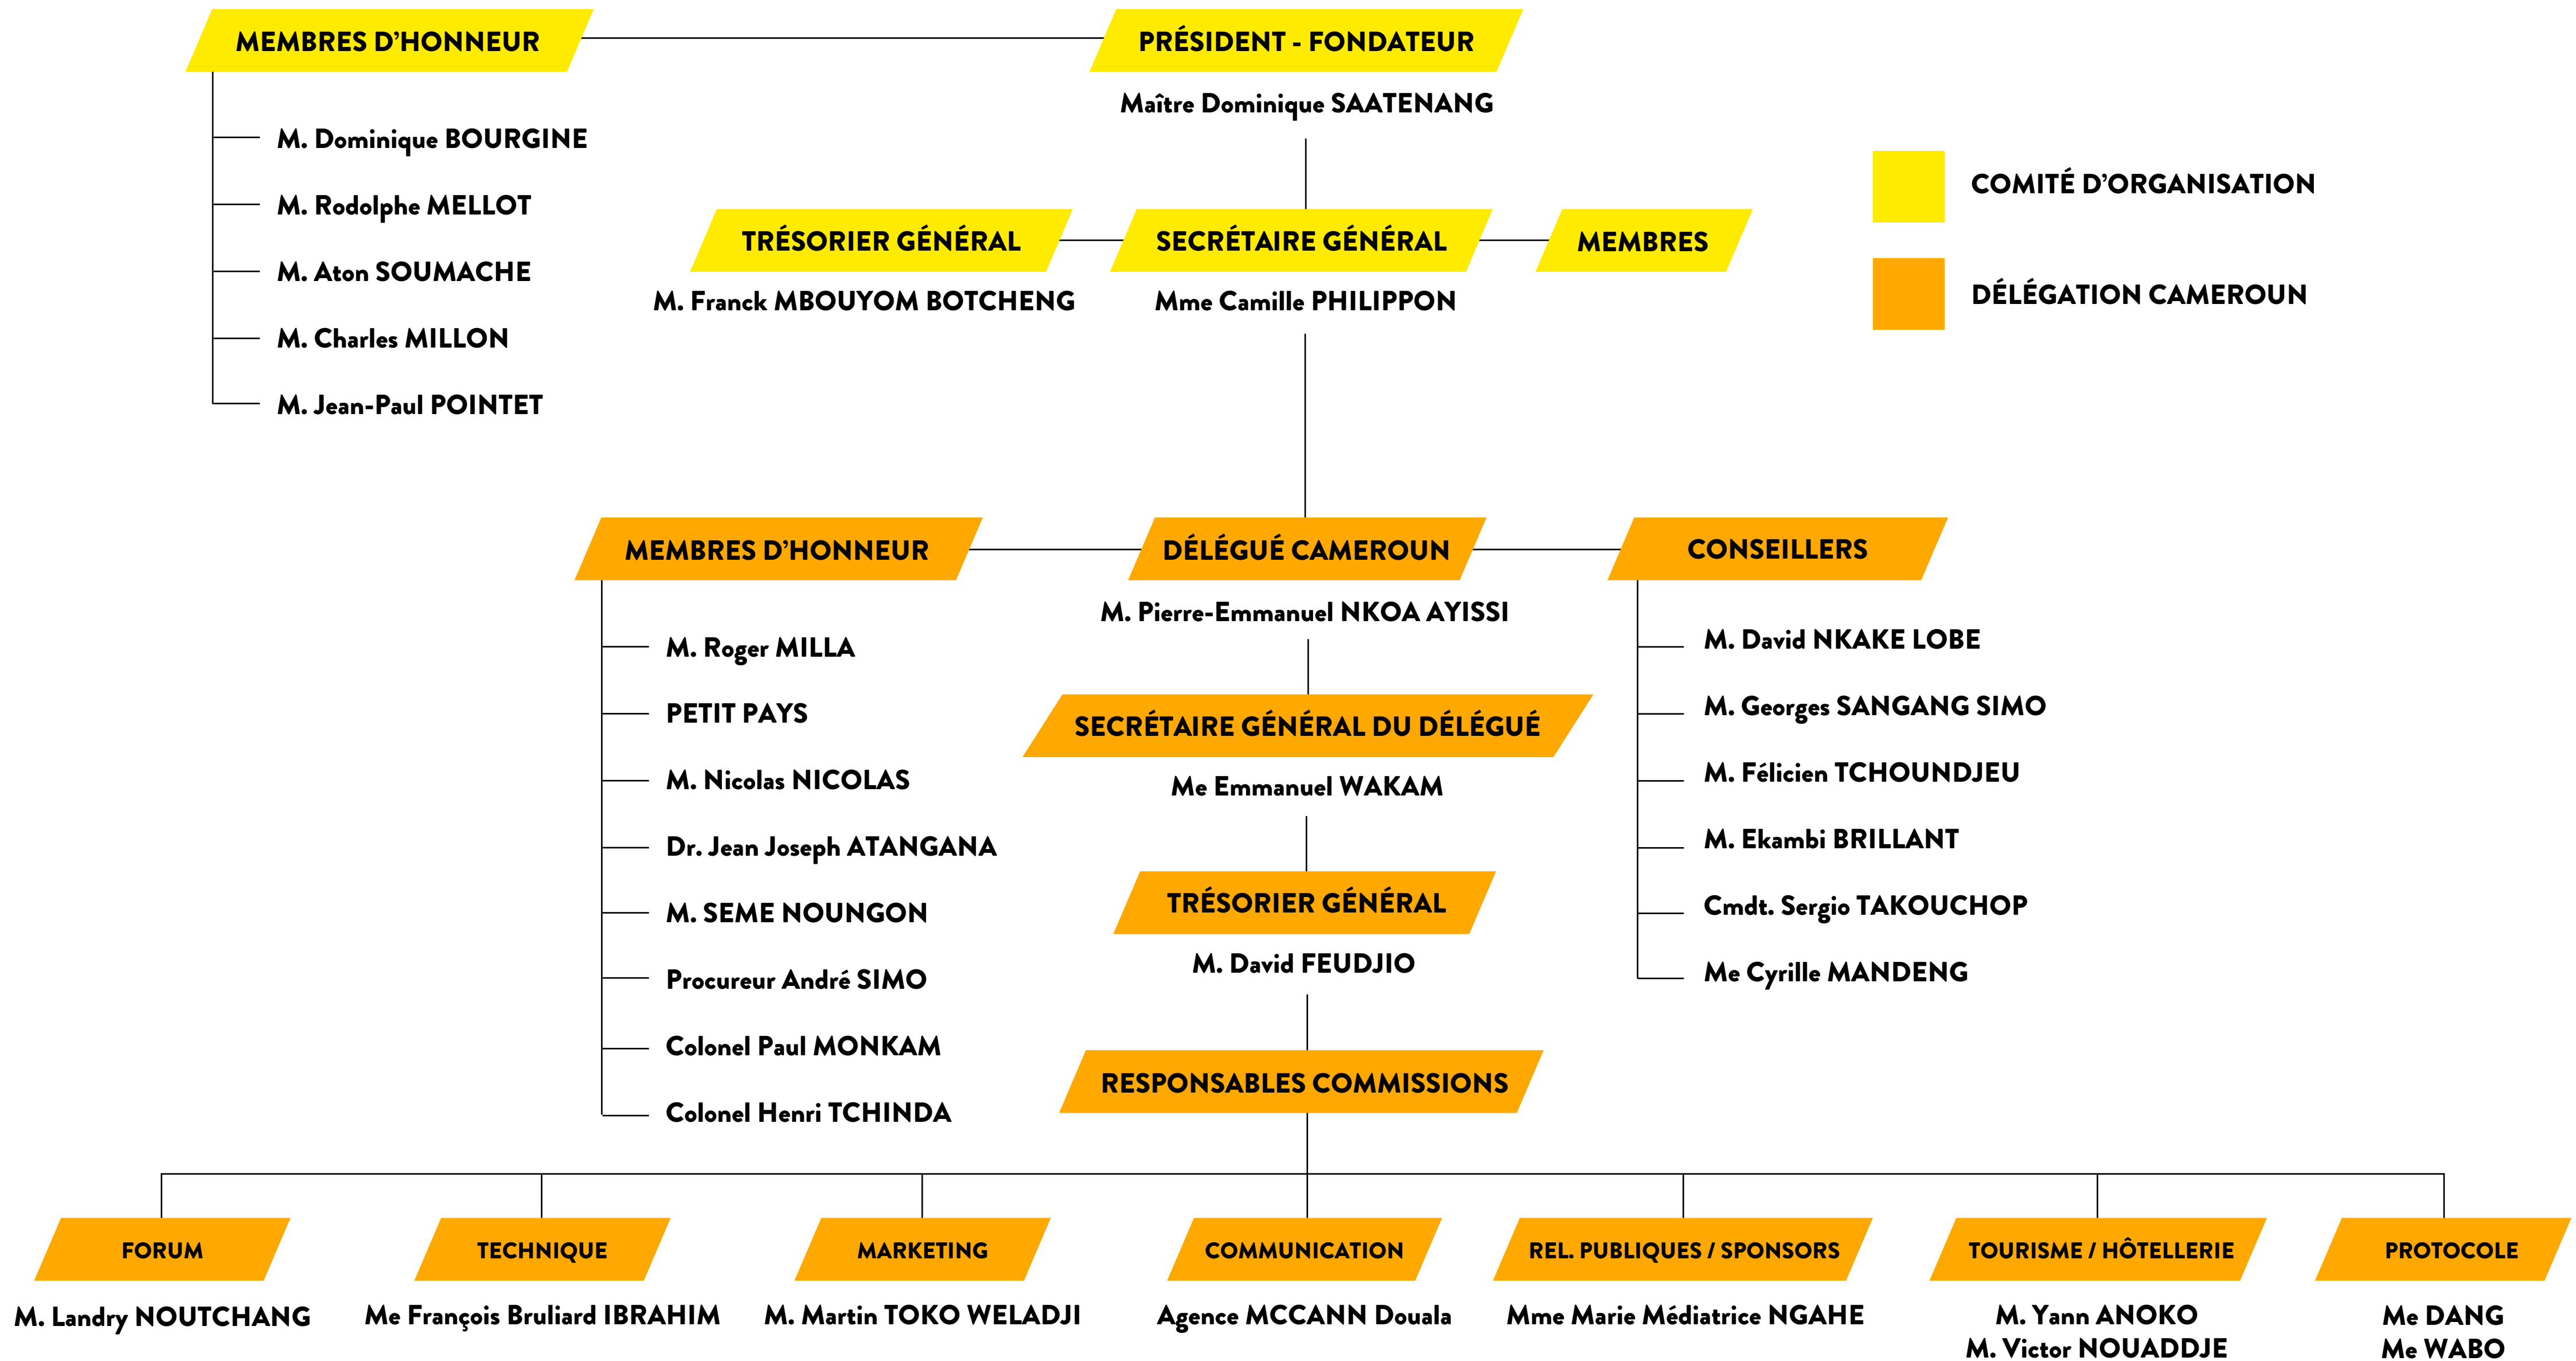 MEMBRES D’HONNEUR
M. Dominique BOURGINE
M. Rodolphe MELLOT
M. Aton SOUMACHE
M. Charles MILLON
M. Jean-Paul POINTET
PRÉSIDENT - FONDATEUR
Maître Dominique SAATENANG
TRÉSORIER GÉNÉRAL
M. Franck MBOUYOM BOTCHENG
SECRÉTAIRE GÉNÉRAL
Mme Camille PHILIPPON
MEMBRES
COMITÉ D’ORGANISATION
DÉLÉGATION CAMEROUN
MEMBRES D’HONNEUR
M. Roger MILLA
PETIT PAYS
M. Nicolas NICOLAS
Dr. Jean Joseph ATANGANA
M. SEME NOUNGON
Procureur André SIMO
Colonel Paul MONKAM
Colonel Henri TCHINDA
DÉLÉGUÉ CAMEROUN
M. Pierre-Emmanuel NKOA AYISSI
SECRÉTAIRE GÉNÉRAL DU DÉLÉGUÉ
Me Emmanuel WAKAM
TRÉSORIER GÉNÉRAL
M. David FEUDJIO
RESPONSABLES COMMISSIONS
CONSEILLERS
M. David NKAKE LOBE
M. Georges SANGANG SIMO
M. Félicien TCHOUNDJEU
M. Ekambi BRILLANT
Cmdt. Sergio TAKOUCHOP
Me Cyrille MANDENG
FORUM
M. Landry NOUTCHANG
TECHNIQUE
Me François Bruliard IBRAHIM
MARKETING
M. Martin TOKO WELADJI
COMMUNICATION
Agence MCCANN Douala
REL. PUBLIQUES / SPONSORS
Mme Marie Médiatrice NGAHE
TOURISME / HÔTELLERIE
M. Yann ANOKO
M. Victor NOUADDJE
PROTOCOLE
Me DANG
Me WABO